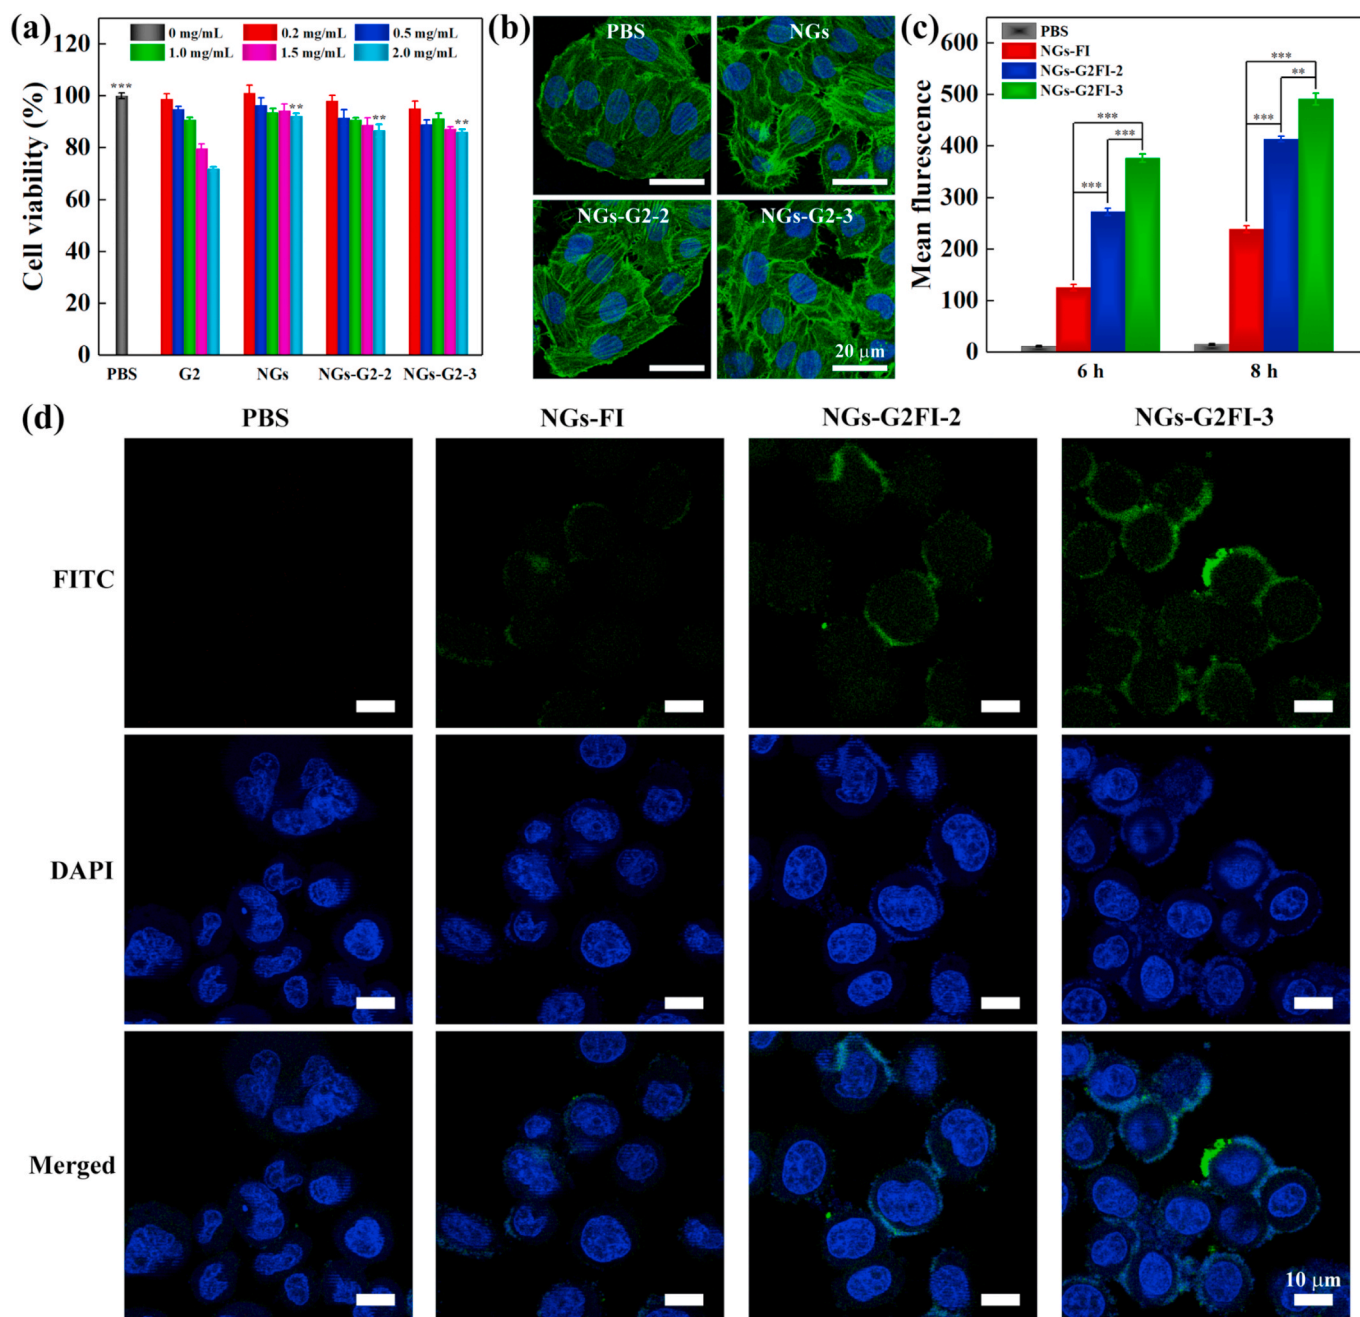 (a)
120
100
80
60
40
20
0
Cell viability (%)
0 mg/mL 0.2 mg/mL 0.5 mg/mL
1.0 mg/mL 1.5 mg/mL 2.0 mg/mL
***
**
**
**
PBS G2 NGs NGs-G2-2 NGs-G2-3
(b)
PBS NGs
NGs-G2-2 NGs-G2-3
20 μm
(c)
600
500
400
300
200
100
0
Mean flurescence
PBS
NGs-FI
NGs-G2FI-2
NGs-G2FI-3
***
***
***
***
**
***
6 h 8 h
(d)
PBS NGs-FI NGs-G2FI-2 NGs-G2FI-3
FITC
DAPI
Merged
10 μm